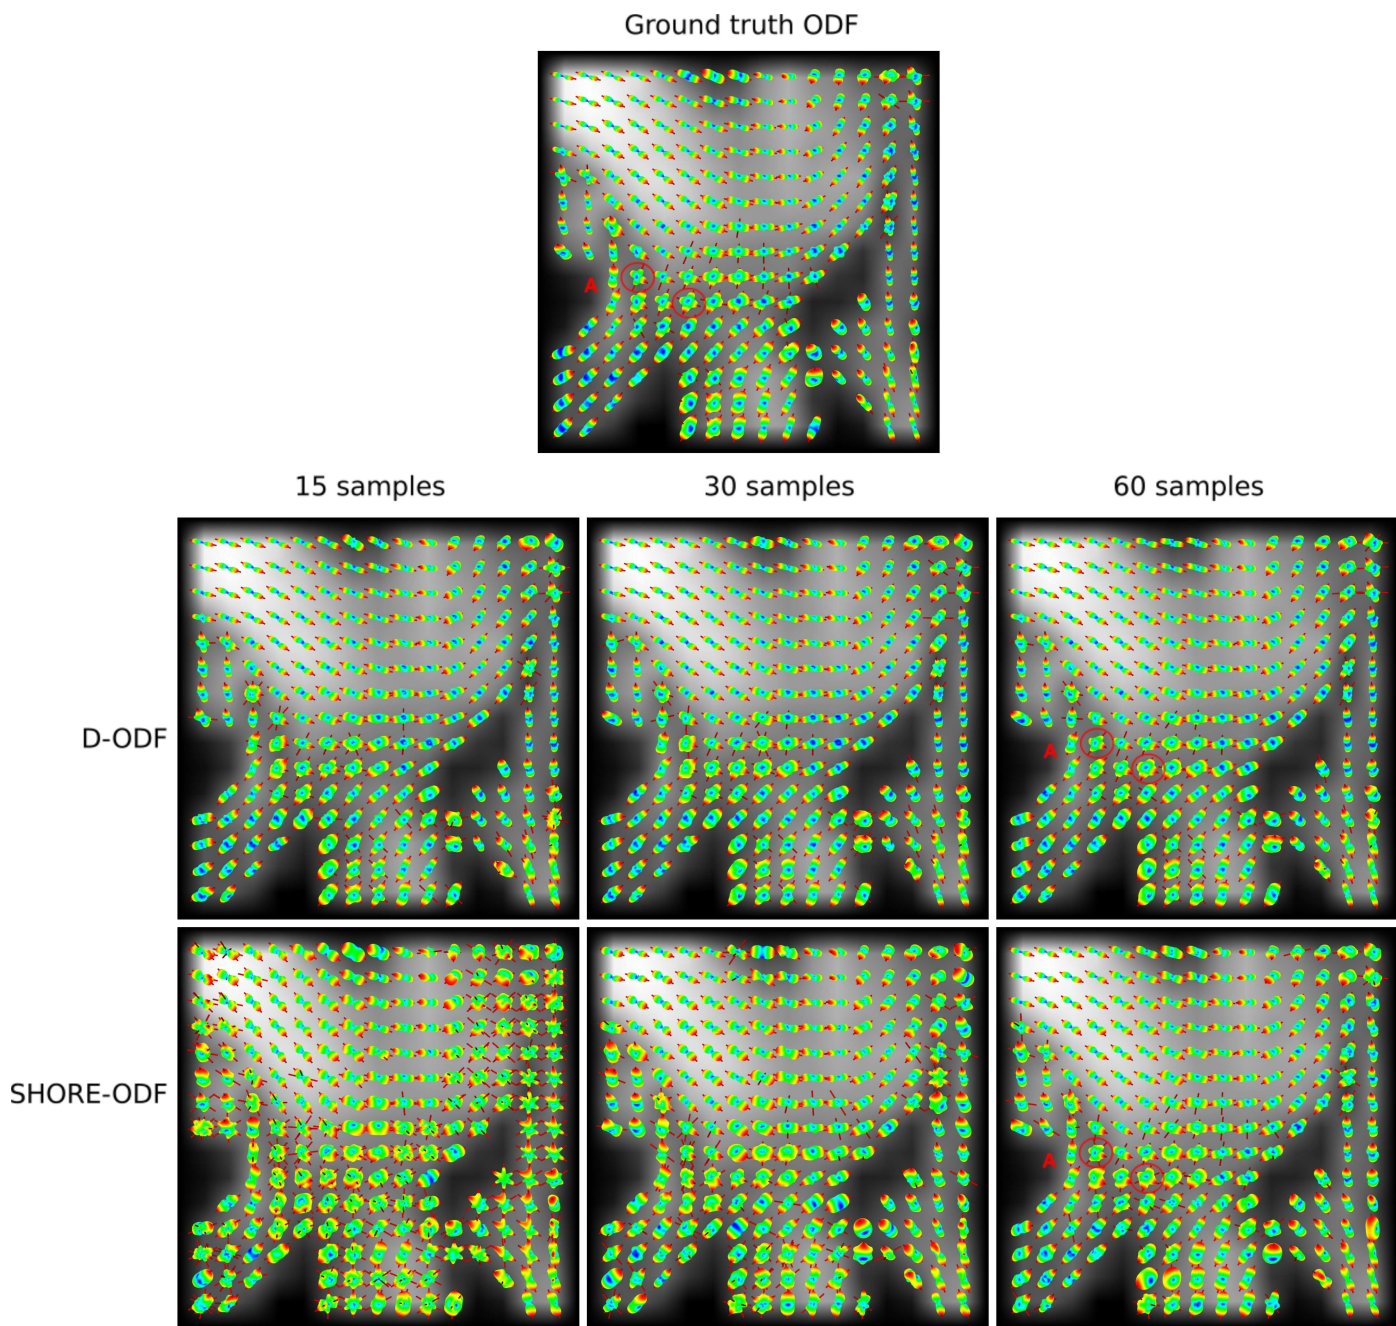 Ground truth ODF
A
15 samples
30 samples
60 samples
D-ODF
A
SHORE-ODF
A